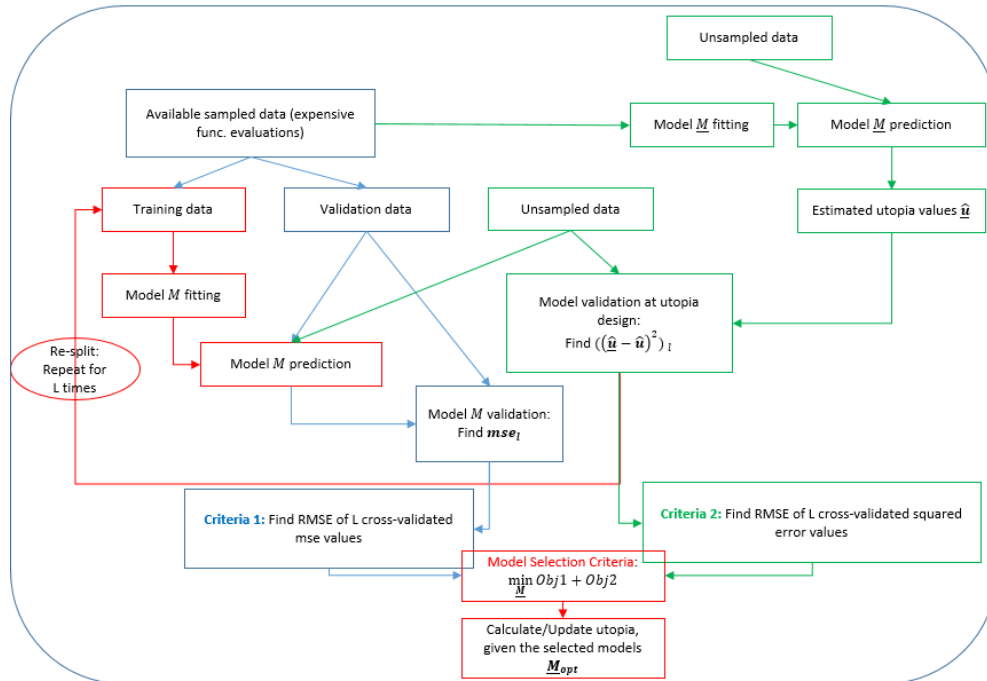 Unsampled data
Available sampled data (expensive
func. evaluations)
Model M fitting
Model M prediction
Training data
Validation data
Unsampled data
Estimated utopia values û
Model M fitting
Model validation at utopia
design:
Find ((û − û)²) l
Re-split:
Repeat for
L times
Model M prediction
Model M validation:
Find mse_l
Criteria 1: Find RMSE of L cross-validated
mse values
Criteria 2: Find RMSE of L cross-validated squared
error values
Model Selection Criteria:
min Obj1 + Obj2
M
Calculate/Update utopia,
given the selected models
M_opt